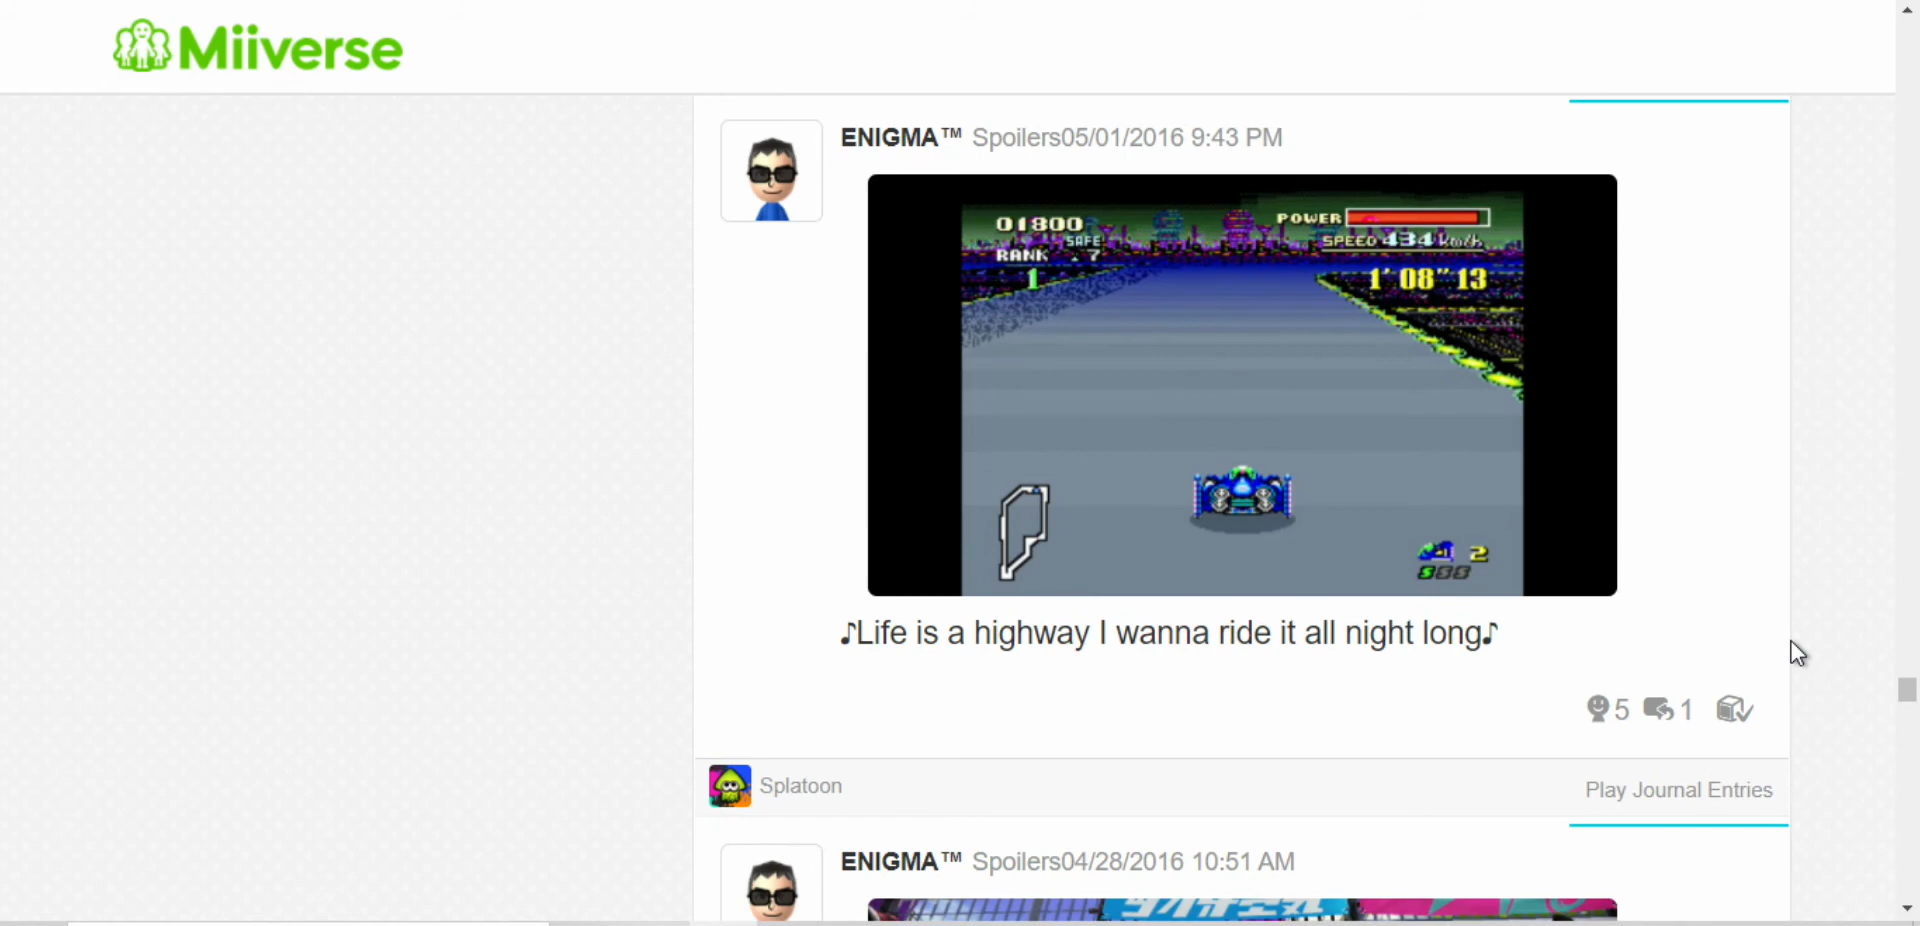 Miiverse
ENIGMA™ Spoilers05/01/2016 9:43 PM
01800
SAFE
RANK 7
1
POWER
SPEED 434 km/h
1'08"13
2
♪Life is a highway I wanna ride it all night long♪
5 1
Splatoon
Play Journal Entries
ENIGMA™ Spoilers04/28/2016 10:51 AM